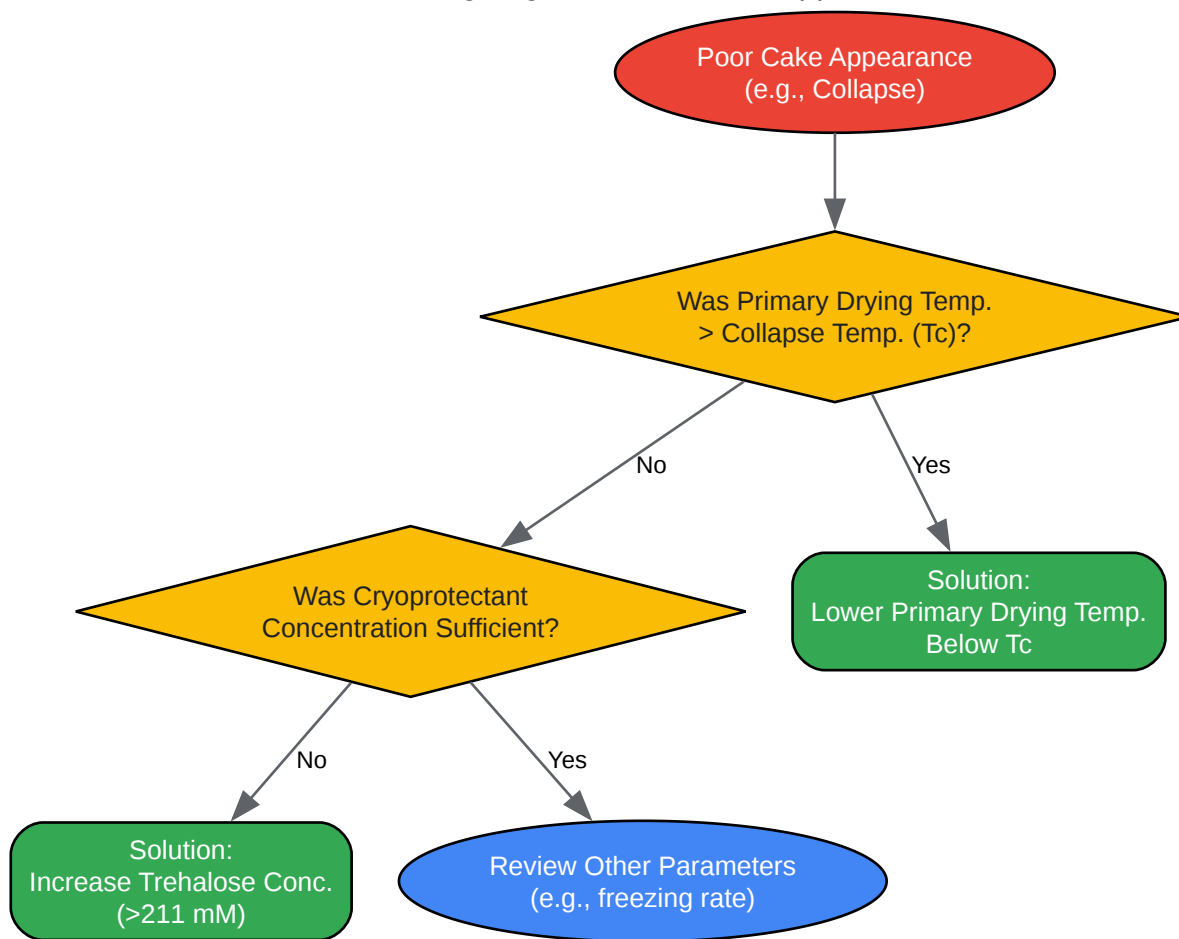 Poor Cake Appearance
(e.g., Collapse)
Was Primary Drying Temp.
> Collapse Temp. (Tc)?
No
Yes
Was Cryoprotectant
Concentration Sufficient?
Solution:
Lower Primary Drying Temp.
Below Tc
No
Yes
Solution:
Increase Trehalose Conc.
(>211 mM)
Review Other Parameters
(e.g., freezing rate)